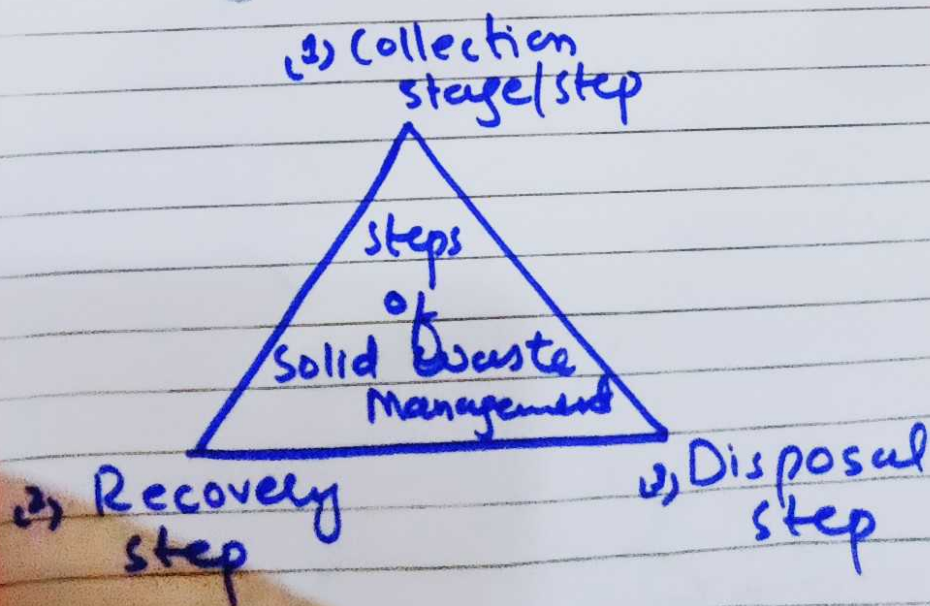 (1) Collection
stage/step
steps
of
Solid Waste
Management
(2) Recovery
step
(3) Disposal
step